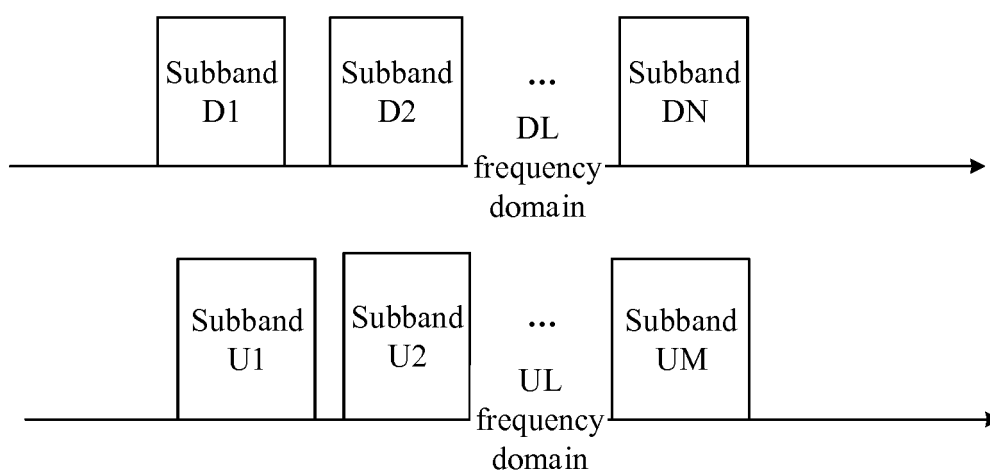 Subband
D1
Subband
D2
...
Subband
DN
DL
frequency
domain
Subband
U1
Subband
U2
...
Subband
UM
UL
frequency
domain